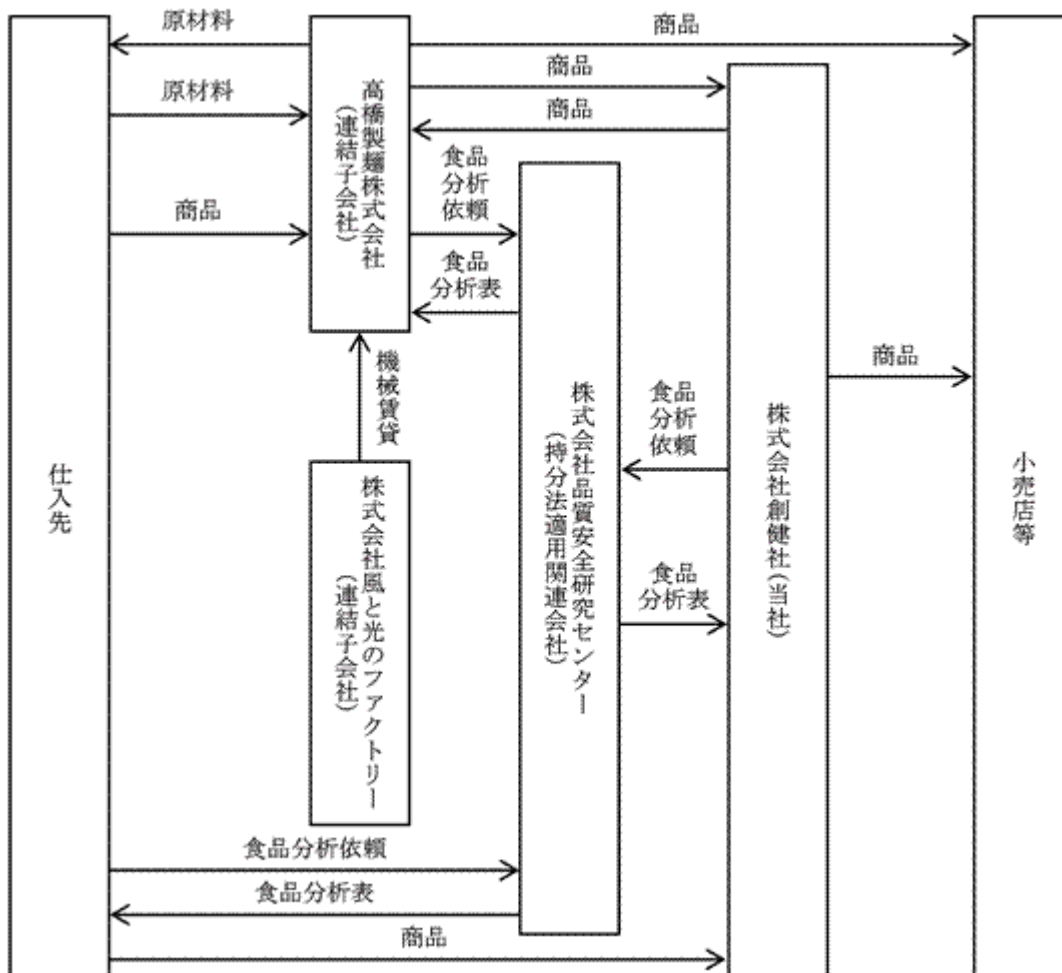 原材料
商品
商品
原材料
商品
高橋製麺株式会社
(連結子会社)
食品
分析
依頼
商品
食品
分析表
機械賃貸
商品
食品
分析
依頼
株式会社品質安全研究センター
(持分法適用関連会社)
株式会社創健社(当社)
仕入先
株式会社風と光のファクトリー
(連結子会社)
小売店等
食品
分析表
食品分析依頼
食品分析表
商品